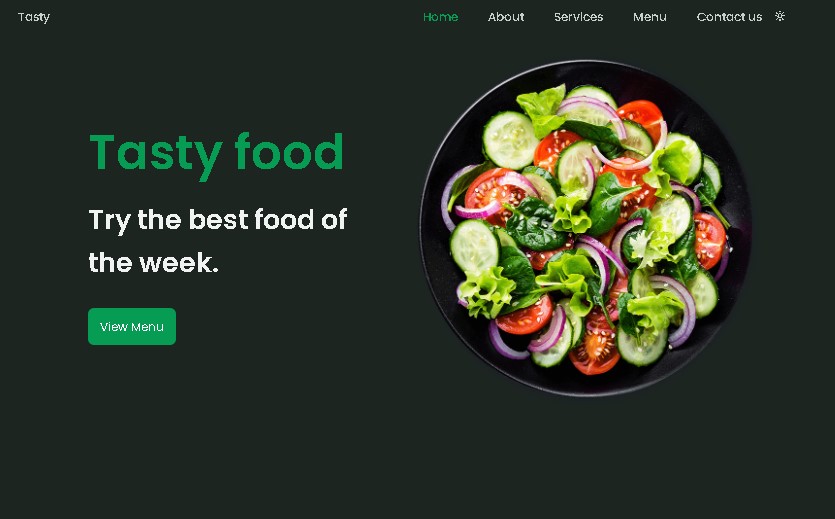 Tasty
Home About Services Menu Contact us
Tasty food
Try the best food of
the week.
View Menu